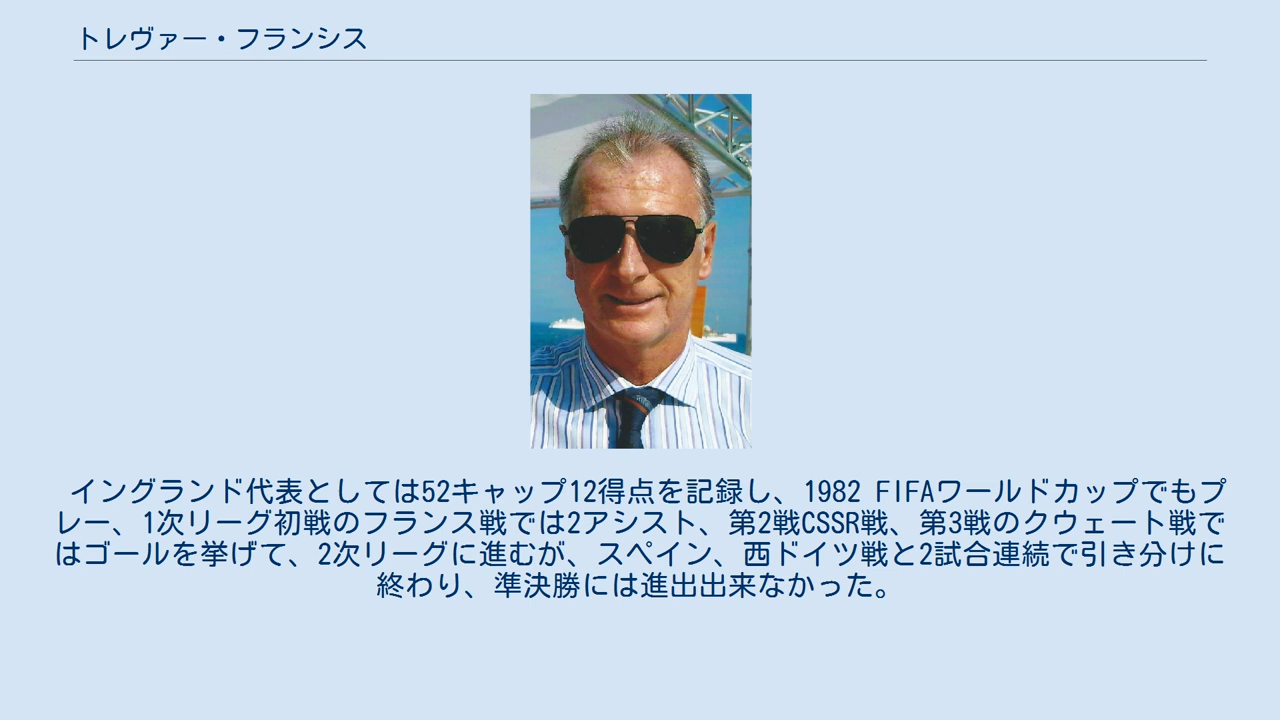 トレヴァー・フランシス
イングランド代表としては52キャップ12得点を記録し、1982 FIFAワールドカップでもプ
レー、1次リーグ初戦のフランス戦では2アシスト、第2戦CSSR戦、第3戦のクウェート戦で
はゴールを挙げて、2次リーグに進むが、スペイン、西ドイツ戦と2試合連続で引き分けに
終わり、準決勝には進出出来なかった。